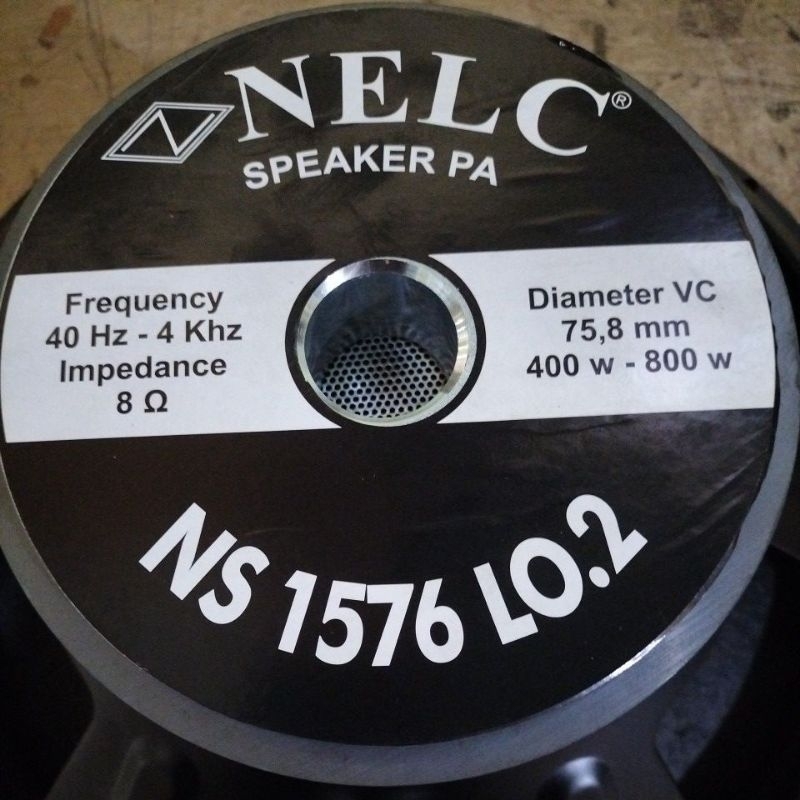 N NELC®
SPEAKER PA
Frequency
40 Hz - 4 Khz
Impedance
8 Ω
Diameter VC
75,8 mm
400 w - 800 w
NS 1576 LO.2